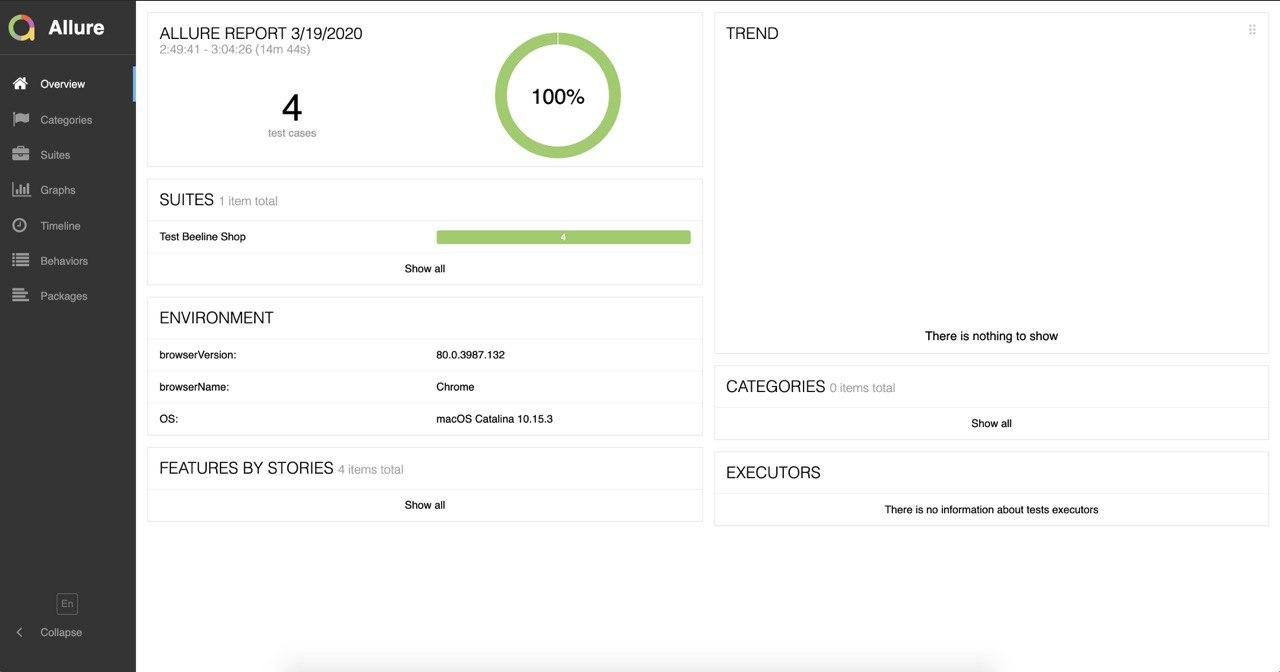 Allure
Overview
Categories
Suites
Graphs
Timeline
Behaviors
Packages
En
Collapse
ALLURE REPORT 3/19/2020
2:49:41 - 3:04:26 (14m 44s)
4
test cases
100%
SUITES 1 item total
Test Beeline Shop 4
Show all
ENVIRONMENT
browserVersion: 80.0.3987.132
browserName: Chrome
OS: macOS Catalina 10.15.3
FEATURES BY STORIES 4 items total
Show all
TREND
There is nothing to show
CATEGORIES 0 items total
Show all
EXECUTORS
There is no information about tests executors